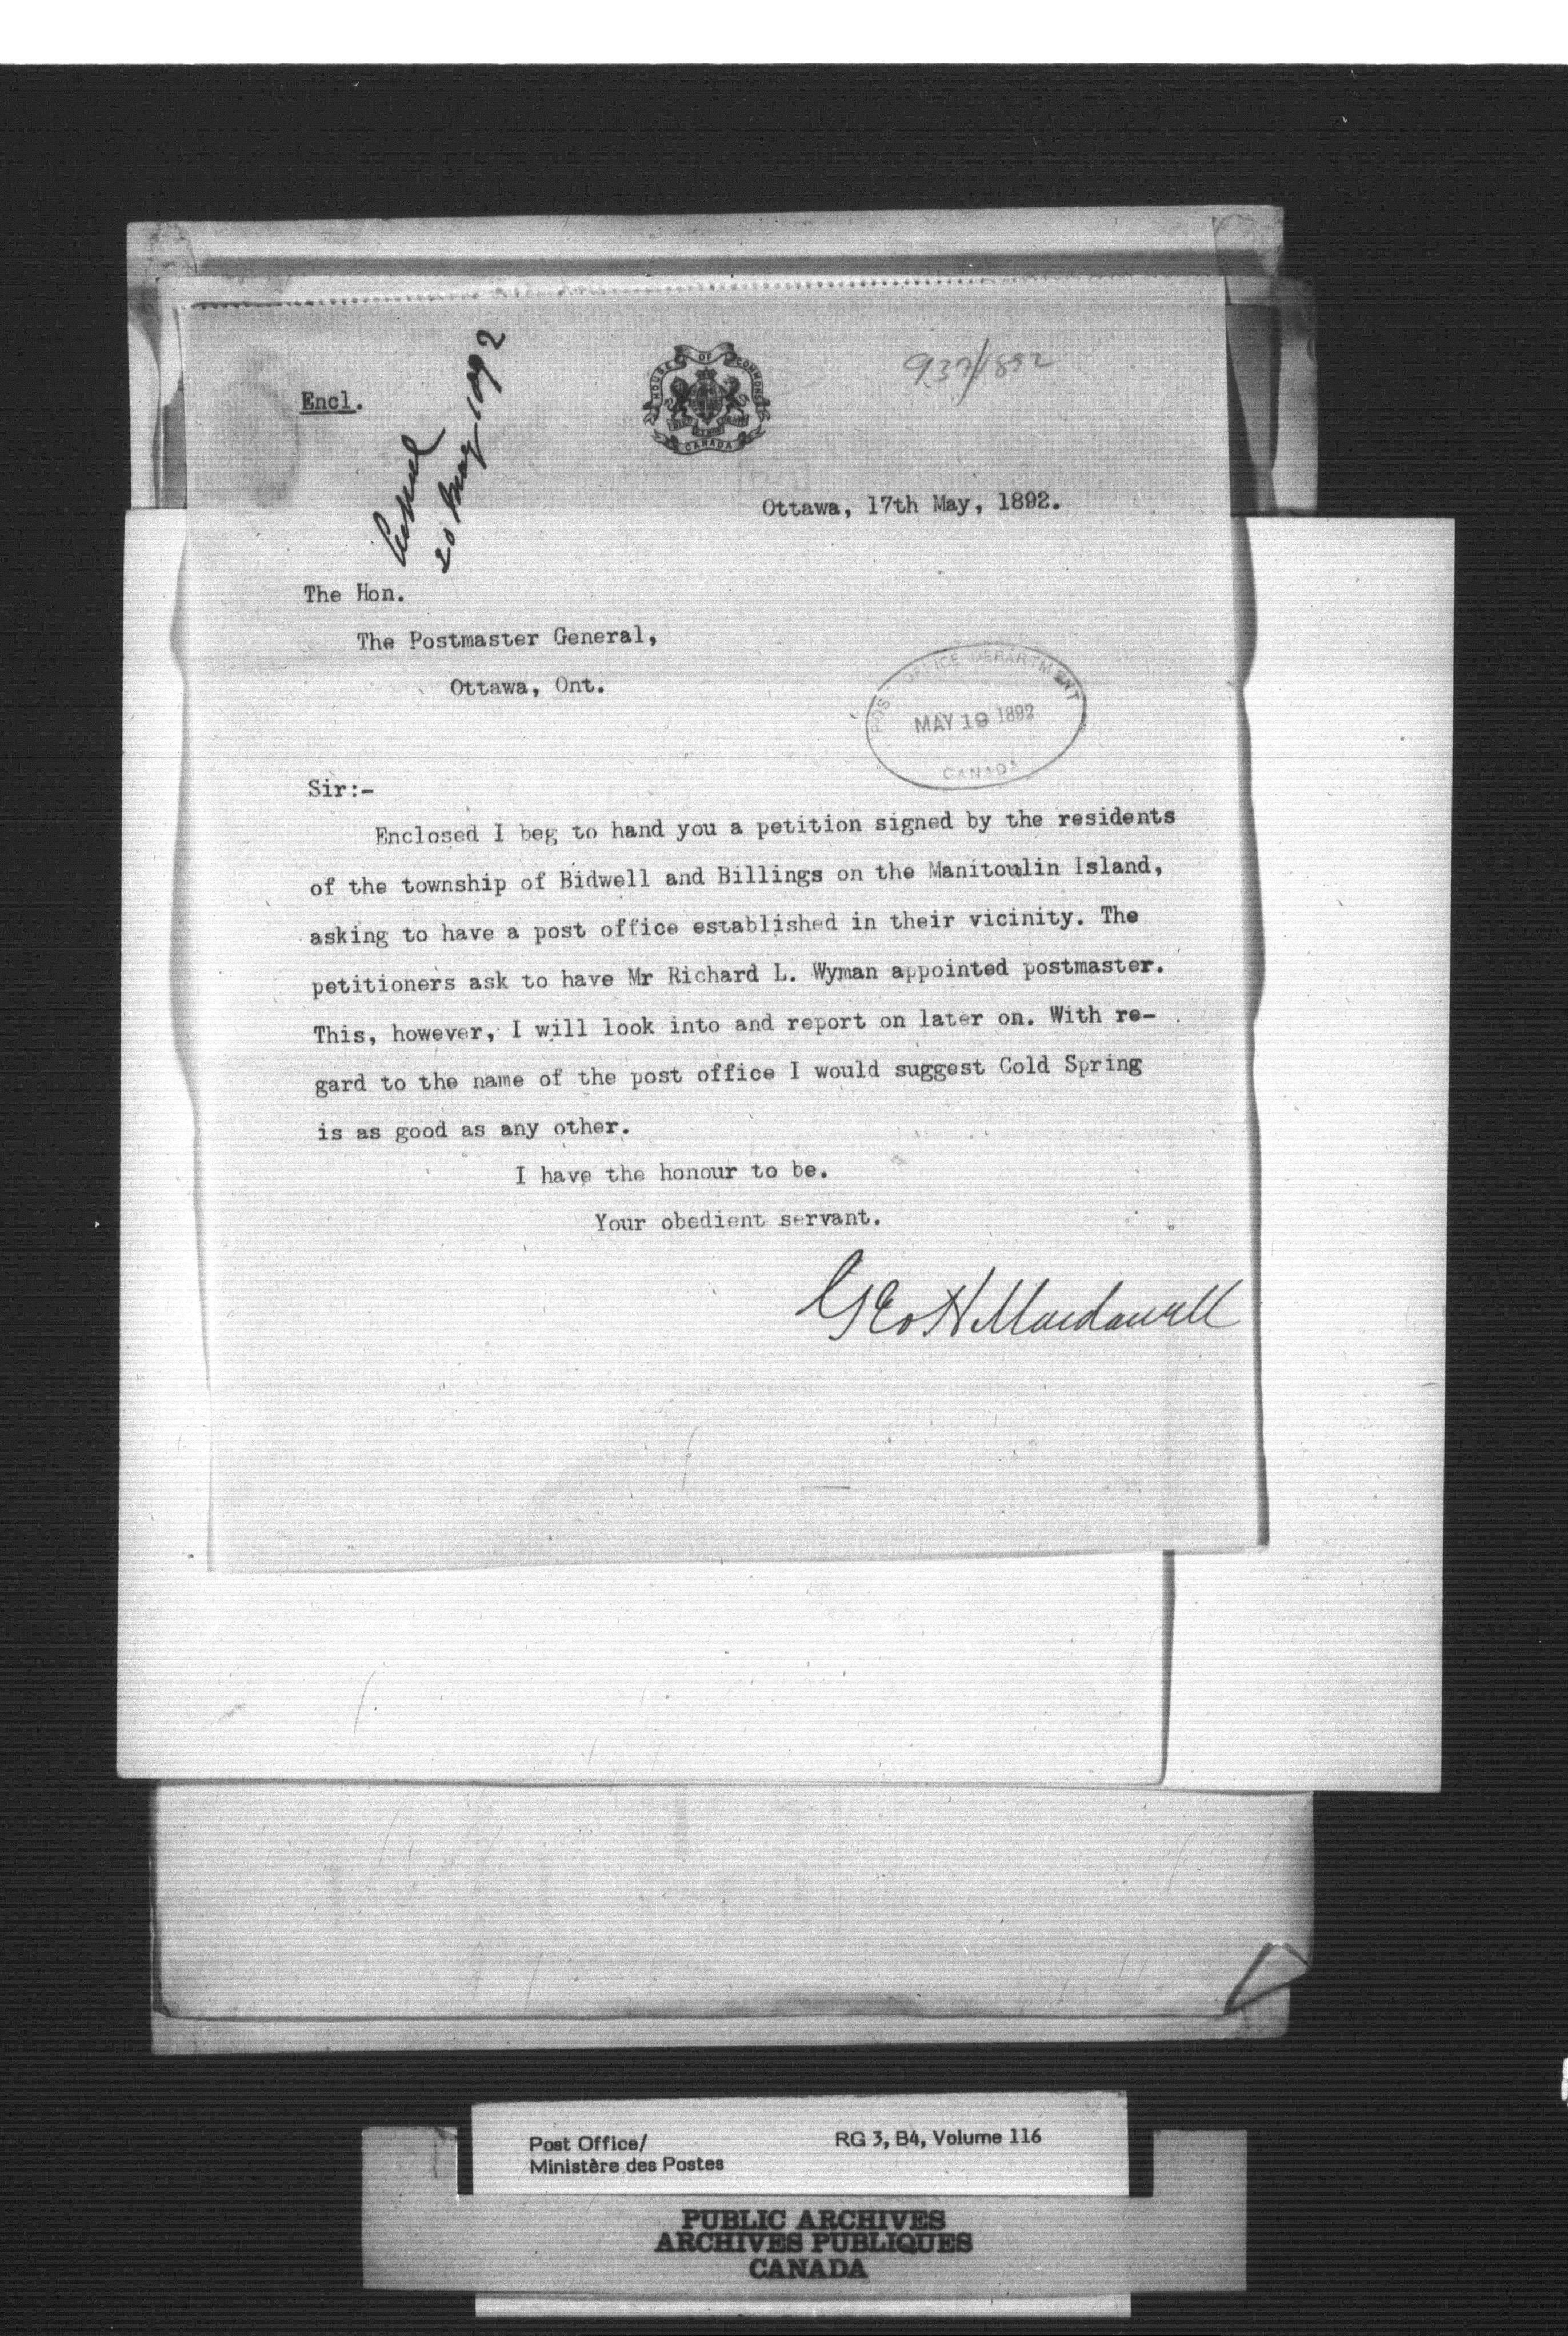 937/1892
HOUSE OF COMMONS
CANADA
Encl.
20 May 1892
Ottawa, 17th May, 1892.
The Hon.
The Postmaster General,
Ottawa, Ont.
POST OFFICE DEPARTMENT
MAY 19 1892
CANADA
Sir:-
Enclosed I beg to hand you a petition signed by the residents
of the township of Bidwell and Billings on the Manitoulin Island,
asking to have a post office established in their vicinity. The
petitioners ask to have Mr Richard L. Wyman appointed postmaster.
This, however, I will look into and report on later on. With re-
gard to the name of the post office I would suggest Cold Spring
is as good as any other.
I have the honour to be.
Your obedient servant.
Geo H Macdowell
Post Office/ RG 3, B4, Volume 116
Ministère des Postes
PUBLIC ARCHIVES
ARCHIVES PUBLIQUES
CANADA